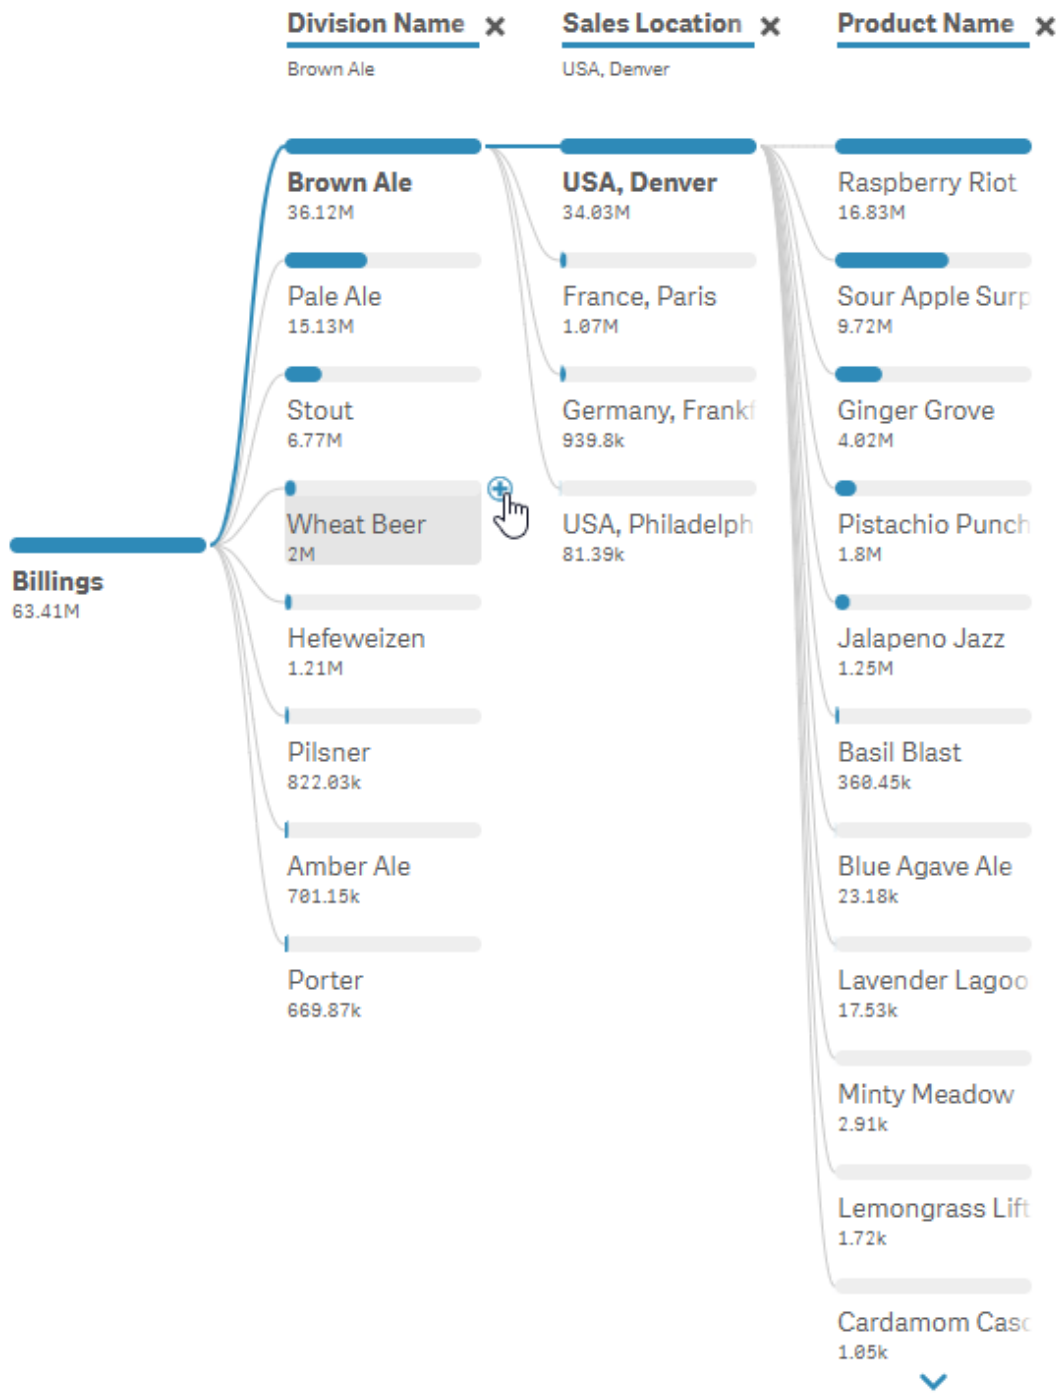 Division Name
Sales Location
Product Name
Brown Ale
USA, Denver
Brown Ale
36.12M
Pale Ale
15.13M
Stout
6.77M
Wheat Beer
2M
Hefeweizen
1.21M
Pilsner
822.03k
Amber Ale
701.15k
Porter
669.87k
Billings
63.41M
USA, Denver
34.03M
France, Paris
1.07M
Germany, Frankf
939.8k
USA, Philadelph
81.39k
Raspberry Riot
16.83M
Sour Apple Surp
9.72M
Ginger Grove
4.02M
Pistachio Punch
1.8M
Jalapeno Jazz
1.25M
Basil Blast
360.45k
Blue Agave Ale
23.18k
Lavender Lagoo
17.53k
Minty Meadow
2.91k
Lemongrass Lift
1.72k
Cardamom Casc
1.05k